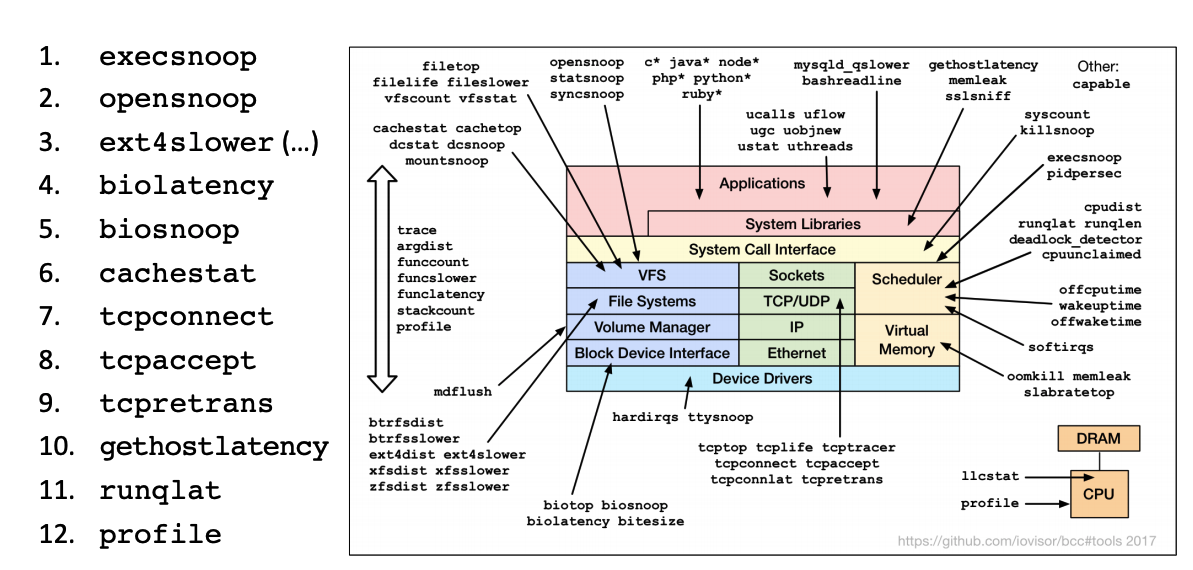 1. execsnoop
2. opensnoop
3. ext4slower (…)
4. biolatency
5. biosnoop
6. cachestat
7. tcpconnect
8. tcpaccept
9. tcpretrans
10. gethostlatency
11. runqlat
12. profile
filetop
filelife fileslower
vfscount vfsstat
opensnoop
statsnoop
syncsnoop
c* java* node*
php* python*
ruby*
mysqld_qslower
bashreadline
gethostlatency
memleak
sslsniff
Other:
capable
cachestat cachetop
dcstat dcsnoop
mountsnoop
ucalls uflow
ugc uobjnew
ustat uthreads
syscount
killsnoop
execsnoop
pidpersec
cpudist
runqlat runqlen
deadlock_detector
cpuunclaimed
trace
argdist
funccount
funcslower
funclatency
stackcount
profile
Applications
System Libraries
System Call Interface
VFS
Sockets
Scheduler
File Systems
TCP/UDP
Volume Manager
IP
Virtual
Memory
Block Device Interface
Ethernet
Device Drivers
offcputime
wakeuptime
offwaketime
softirqs
oomkill memleak
slabratetop
mdflush
hardirqs ttysnoop
btrfsdist
btrfsslower
ext4dist ext4slower
xfsdist xfsslower
zfsdist zfsslower
tcptop tcplife tcptracer
tcpconnect tcpaccept
tcpconnlat tcpretrans
biotop biosnoop
biolatency bitesize
DRAM
llcstat
CPU
profile
https://github.com/iovisor/bcc#tools 2017